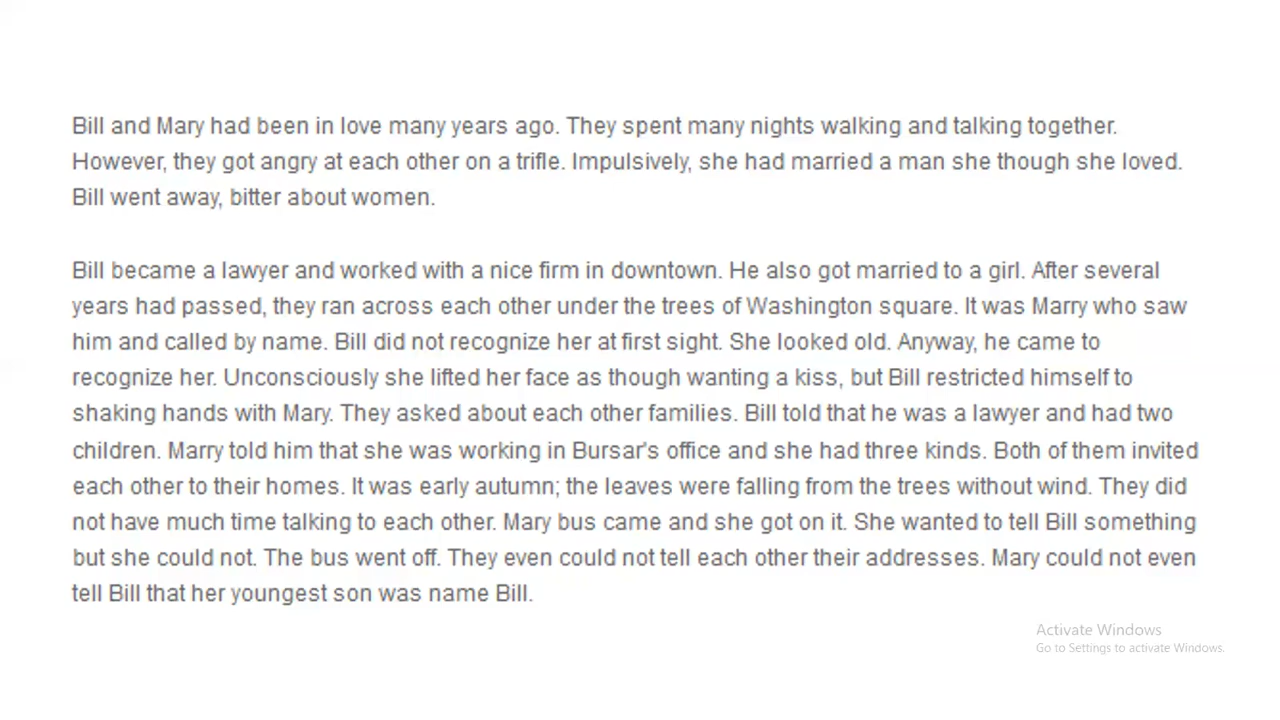 Bill and Mary had been in love many years ago. They spent many nights walking and talking together.
However, they got angry at each other on a trifle. Impulsively, she had married a man she though she loved.
Bill went away, bitter about women.
Bill became a lawyer and worked with a nice firm in downtown. He also got married to a girl. After several
years had passed, they ran across each other under the trees of Washington square. It was Marry who saw
him and called by name. Bill did not recognize her at first sight. She looked old. Anyway, he came to
recognize her. Unconsciously she lifted her face as though wanting a kiss, but Bill restricted himself to
shaking hands with Mary. They asked about each other families. Bill told that he was a lawyer and had two
children. Marry told him that she was working in Bursar's office and she had three kinds. Both of them invited
each other to their homes. It was early autumn; the leaves were falling from the trees without wind. They did
not have much time talking to each other. Mary bus came and she got on it. She wanted to tell Bill something
but she could not. The bus went off. They even could not tell each other their addresses. Mary could not even
tell Bill that her youngest son was name Bill.
Activate Windows
Go to Settings to activate Windows.